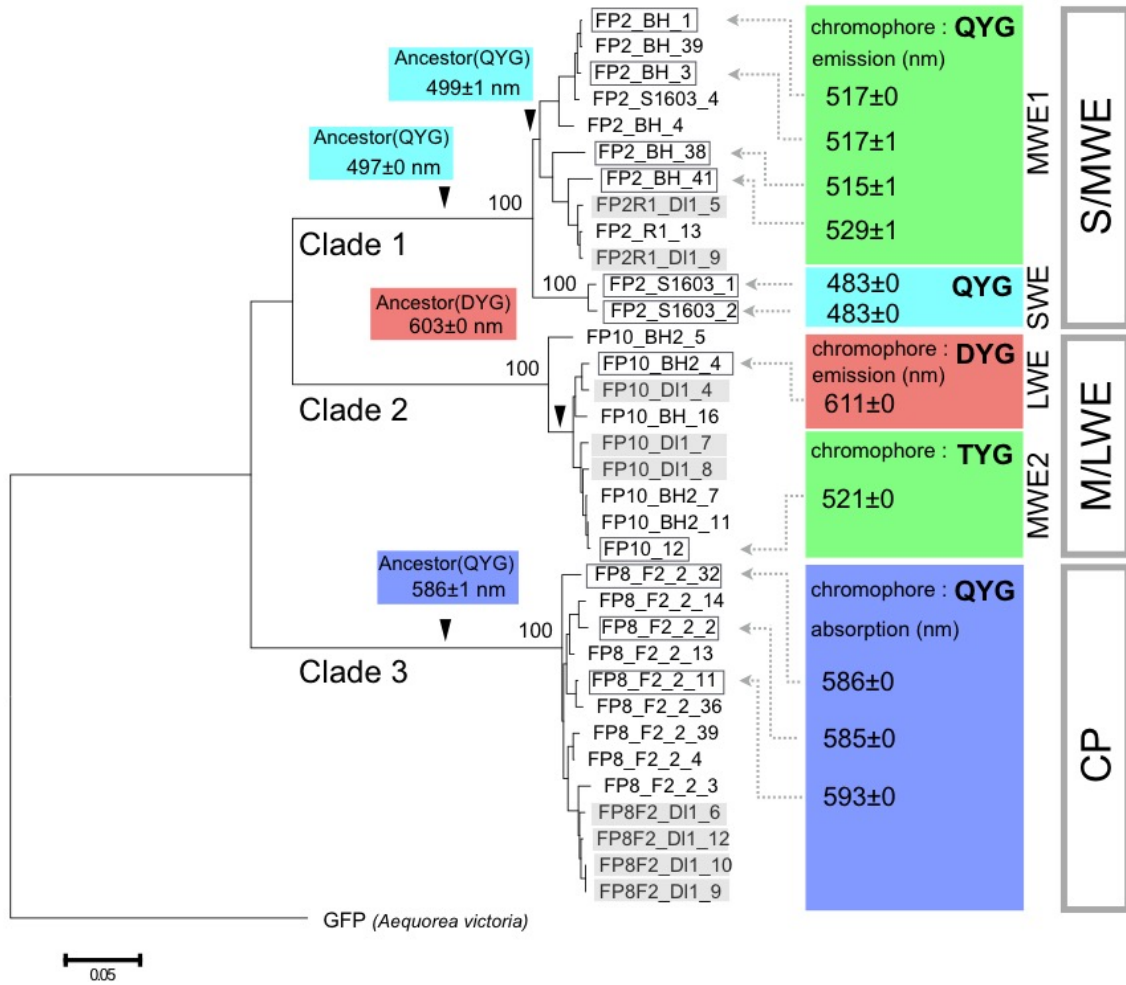 Ancestor(QYG)
499±1 nm
Ancestor(QYG)
497±0 nm
100
Clade 1
100
Ancestor(DYG)
603±0 nm
100
Clade 2
Ancestor(QYG)
586±1 nm
100
Clade 3
FP2_BH_1
FP2_BH_39
FP2_BH_3
FP2_S1603_4
FP2_BH_4
FP2_BH_38
FP2_BH_41
FP2R1_DI1_5
FP2_R1_13
FP2R1_DI1_9
FP2_S1603_1
FP2_S1603_2
FP10_BH2_5
FP10_BH2_4
FP10_DI1_4
FP10_BH_16
FP10_DI1_7
FP10_DI1_8
FP10_BH2_7
FP10_BH2_11
FP10_12
FP8_F2_2_32
FP8_F2_2_14
FP8_F2_2_2
FP8_F2_2_13
FP8_F2_2_11
FP8_F2_2_36
FP8_F2_2_39
FP8_F2_2_4
FP8_F2_2_3
FP8F2_DI1_6
FP8F2_DI1_12
FP8F2_DI1_10
FP8F2_DI1_9
GFP (Aequorea victoria)
0.05
chromophore : QYG
emission (nm)
517±0
517±1
515±1
529±1
MWE1
483±0 QYG
483±0
SWE
S/MWE
chromophore : DYG
emission (nm)
611±0
LWE
chromophore : TYG
521±0
MWE2
M/LWE
chromophore : QYG
absorption (nm)
586±0
585±0
593±0
CP